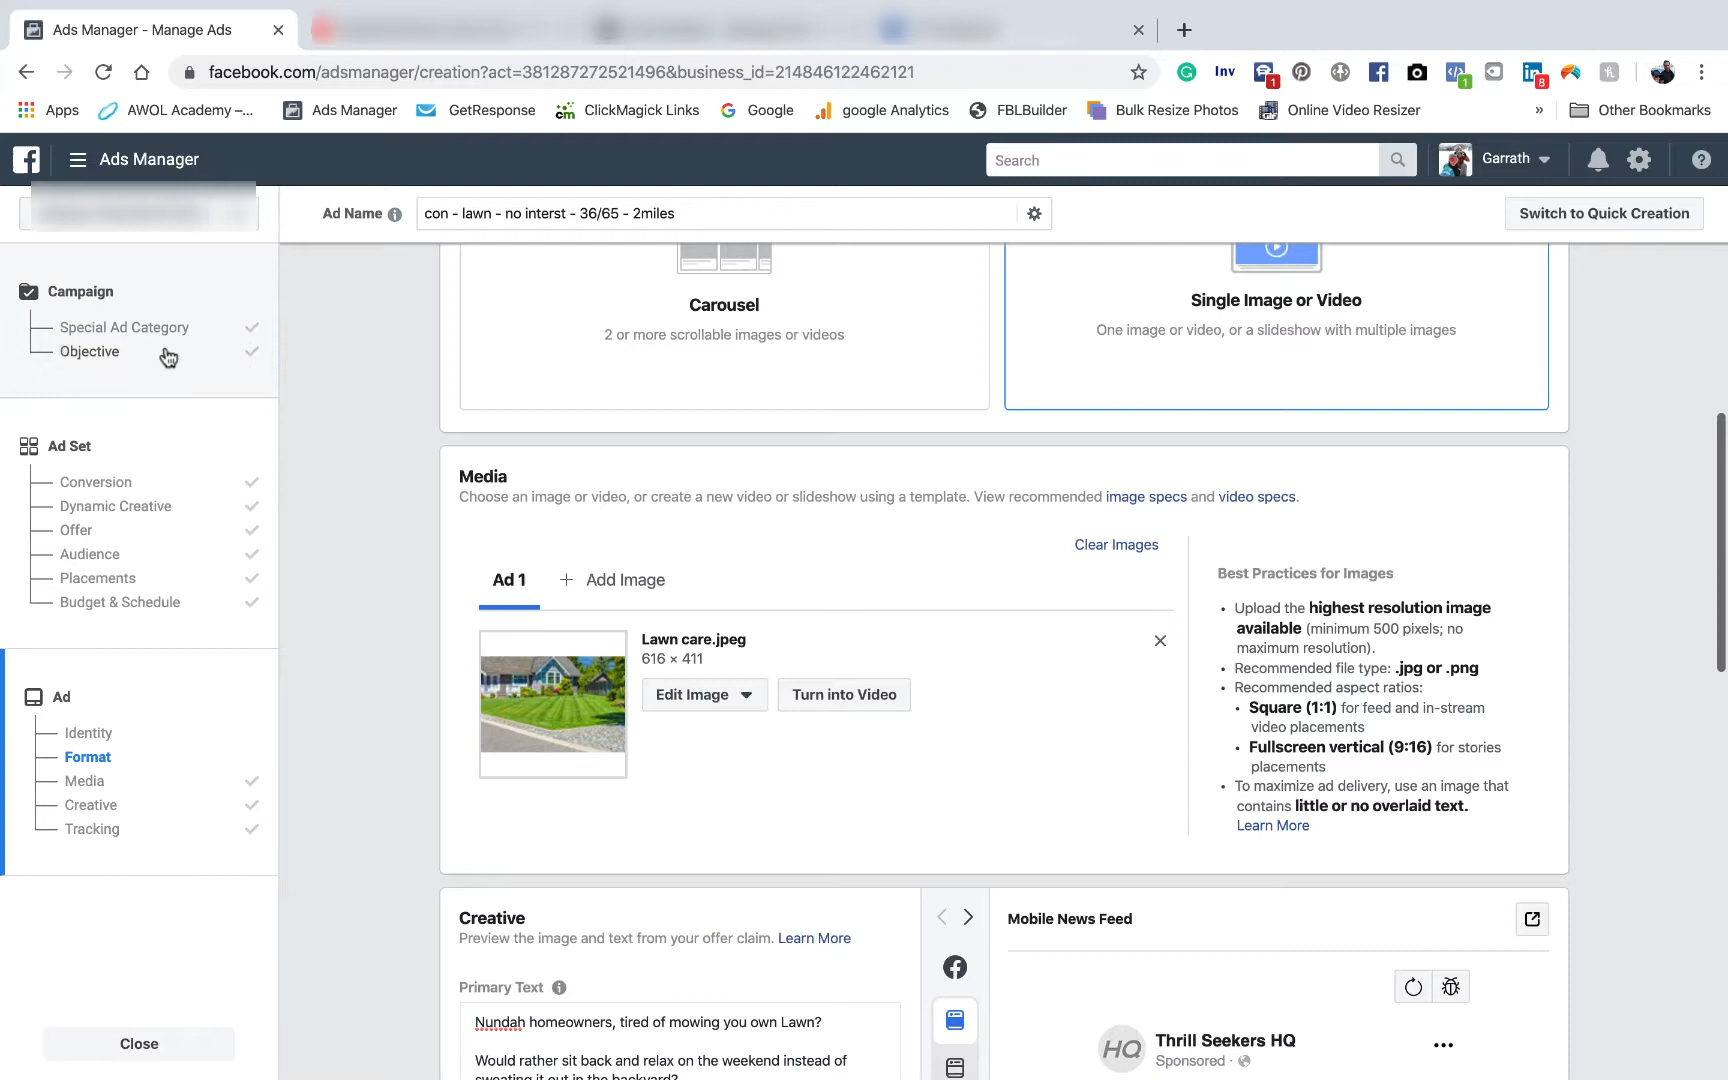 Ads Manager - Manage Ads
facebook.com/adsmanager/creation?act=381287272521496&business_id=214846122462121
Inv
1
1
8
Apps
AWOL Academy –...
Ads Manager
GetResponse
ClickMagick Links
Google
google Analytics
FBLBuilder
Bulk Resize Photos
Online Video Resizer
»
Other Bookmarks
Ads Manager
Search
Garrath
Ad Name
con - lawn - no interst - 36/65 - 2miles
Switch to Quick Creation
Campaign
Special Ad Category
Objective
Ad Set
Conversion
Dynamic Creative
Offer
Audience
Placements
Budget & Schedule
Ad
Identity
Format
Media
Creative
Tracking
Close
Carousel
2 or more scrollable images or videos
Single Image or Video
One image or video, or a slideshow with multiple images
Media
Choose an image or video, or create a new video or slideshow using a template. View recommended image specs and video specs.
Clear Images
Ad 1
+ Add Image
Lawn care.jpeg
616 × 411
Edit Image
Turn into Video
Best Practices for Images
• Upload the highest resolution image
available (minimum 500 pixels; no
maximum resolution).
• Recommended file type: .jpg or .png
• Recommended aspect ratios:
• Square (1:1) for feed and in-stream
video placements
• Fullscreen vertical (9:16) for stories
placements
• To maximize ad delivery, use an image that
contains little or no overlaid text.
Learn More
Creative
Preview the image and text from your offer claim. Learn More
Primary Text
Nundah homeowners, tired of mowing you own Lawn?
Would rather sit back and relax on the weekend instead of
sweating it out in the backyard?
Mobile News Feed
HQ
Thrill Seekers HQ
Sponsored ·